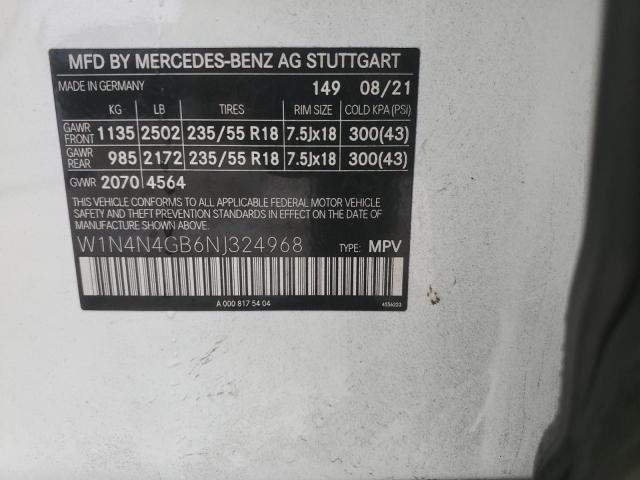 MFD BY MERCEDES-BENZ AG STUTTGART
MADE IN GERMANY 149 08/21
KG LB TIRES RIM SIZE COLD KPA (PSI)
GAWR FRONT 1135 2502 235/55 R18 7.5Jx18 300(43)
GAWR REAR 985 2172 235/55 R18 7.5Jx18 300(43)
GVWR 2070 4564
THIS VEHICLE CONFORMS TO ALL APPLICABLE FEDERAL MOTOR VEHICLE
SAFETY AND THEFT PREVENTION STANDARDS IN EFFECT ON THE DATE OF
MANUFACTURE SHOWN ABOVE.
W1N4N4GB6NJ324968 TYPE: MPV
A 000 817 54 04 4556223